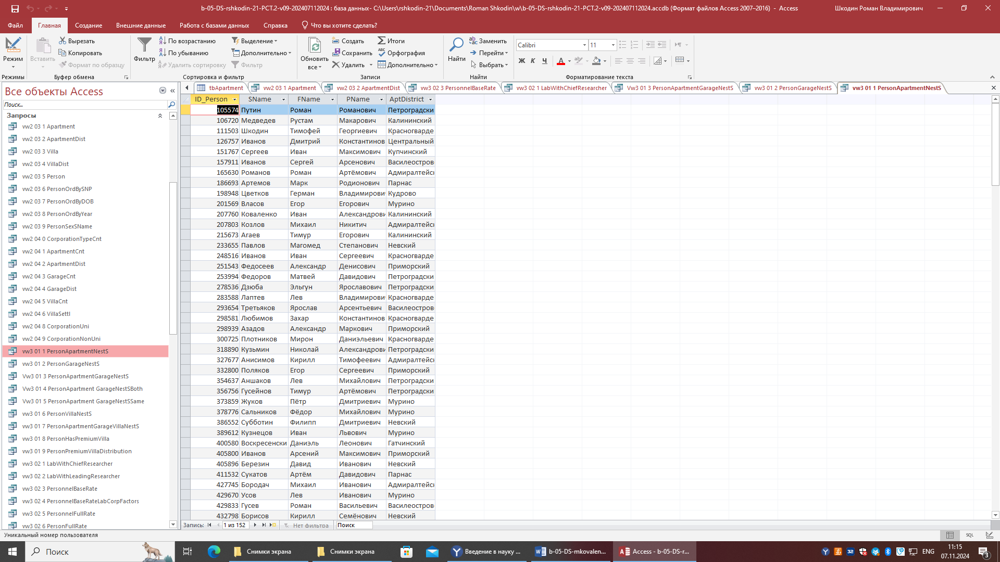 b-05-DS-rshkodin-21-PCT.2-v09-202407112024 : база данных- C:\Users\rshkodin-21\Documents\Roman Shkodin\w\b-05-DS-rshkodin-21-PCT.2-v09-202407112024.accdb (Формат файлов Access 2007–2016) - Access
Шкодин Роман Владимирович
Файл Главная Создание Внешние данные Работа с базами данных Справка Что вы хотите сделать?
Режим
Вставить
Вырезать
Копировать
Формат по образцу
Фильтр
По возрастанию
По убыванию
Удалить сортировку
Выделение
Дополнительно
Фильтр
Обновить все
Создать
Сохранить
Удалить
Итоги
Орфография
Дополнительно
Найти
Заменить
Перейти
Выбрать
Calibri 11
Ж К Ч
Режимы Буфер обмена Сортировка и фильтр Записи Найти Форматирование текста
tbApartment vw2 03 1 Apartment vw2 03 2 ApartmentDist vw2 03 3 PersonnelBaseRate vw3 02 1 LabWithChiefResearcher Vw3 01 3 PersonApartmentGarageNestS vw3 01 2 PersonGarageNestS vw3 01 1 PersonApartmentNestS
Все объекты Access
Поиск...
Запросы
vw2 03 1 Apartment
vw2 03 2 ApartmentDist
vw2 03 3 Villa
vw2 03 4 VillaDist
vw2 03 5 Person
vw2 03 6 PersonOrdBySNP
vw2 03 7 PersonOrdByDOB
vw2 03 8 PersonOrdByYear
vw2 03 9 PersonSexSName
vw2 04 0 CorporationTypeCnt
vw2 04 1 ApartmentCnt
vw2 04 2 ApartmentDist
vw2 04 3 GarageCnt
vw2 04 4 GarageDist
vw2 04 5 VillaCnt
vw2 04 6 VillaSettl
vw2 04 8 CorporationUni
vw2 04 9 CorporationNonUni
vw3 01 1 PersonApartmentNestS
vw3 01 2 PersonGarageNestS
Vw3 01 3 PersonApartmentGarageNestS
Vw3 01 4 PersonApartment GarageNestSBoth
Vw3 01 5 PersonApartment GarageNestSSame
vw3 01 6 PersonVillaNestS
vw3 01 7 PersonApartmentGarageVillaNestS
vw3 01 8 PersonHasPremiumVilla
vw3 01 9 PersonPremiumVillaDistribution
vw3 02 1 LabWithChiefResearcher
vw3 02 2 LabWithLeadingResearcher
vw3 02 3 PersonnelBaseRate
vw3 02 4 PersonnelBaseRateLabCorpFactors
vw3 02 5 PersonnelFullRate
vw3 02 6 PersonFullRate
ID_Person SName FName PName AptDistrict
105574 Путин Роман Романович Петроградски
106720 Медведев Рустам Макарович Калининский
111503 Шкодин Тимофей Георгиевич Красногварде
126757 Иванов Дмитрий Константинов Центральный
151767 Сергеев Иван Максимович Купчинский
157911 Иванов Сергей Арсенович Василеостров
165630 Романов Роман Артёмович Адмиралтейск
186693 Артемов Марк Родионович Парнас
198948 Цветков Герман Владимирови Кудрово
201569 Власов Егор Егорович Мурино
207760 Коваленко Иван Александрови Калининский
207803 Козлов Михаил Никитич Адмиралтейск
215673 Агаев Тимур Егорович Калининский
233655 Павлов Магомед Степанович Невский
248516 Иванов Иван Сергеевич Красногварде
251543 Федосеев Александр Денисович Приморский
253994 Федоров Матвей Давидович Петроградски
278536 Дзюба Эльгун Ярославович Петроградски
283588 Лаптев Лев Владимирови Красногварде
293654 Третьяков Ярослав Арсентьевич Василеостров
298581 Любимов Захар Константинов Красногварде
298939 Азадов Александр Маркович Приморский
300725 Плотников Мирон Даниэльевич Красногварде
318890 Кузьмин Николай Александрови Петроградски
327677 Анисимов Кирилл Тимофеевич Адмиралтейск
332800 Поляков Егор Сергеевич Приморский
354637 Аншаков Лев Михайлович Петроградски
356756 Гусейнов Тимур Артёмович Петроградски
373859 Жуков Пётр Дмитриевич Мурино
378776 Сальников Фёдор Михайлович Мурино
386552 Субботин Филипп Дмитриевич Невский
389612 Кузнецов Иван Львович Мурино
400580 Воскресенски Даниэль Леонович Гатчинский
405800 Иванов Арсений Максимович Приморский
405896 Березин Давид Иванович Невский
411532 Сукатов Артём Давидович Парнас
427745 Бородач Михаил Иванович Адмиралтейск
429670 Усов Лев Иванович Мурино
429833 Гусев Роман Васильевич Василеостров
432798 Борисов Кирилл Семёнович Невский
Запись: 1 из 152 Нет фильтра Поиск
Уникальный номер пользователя
SQL
Поиск
Снимки экрана
Снимки экрана
Введение в науку ...
b-05-DS-mkovalen...
Access - b-05-DS-r...
32
ENG
11:15
07.11.2024
3